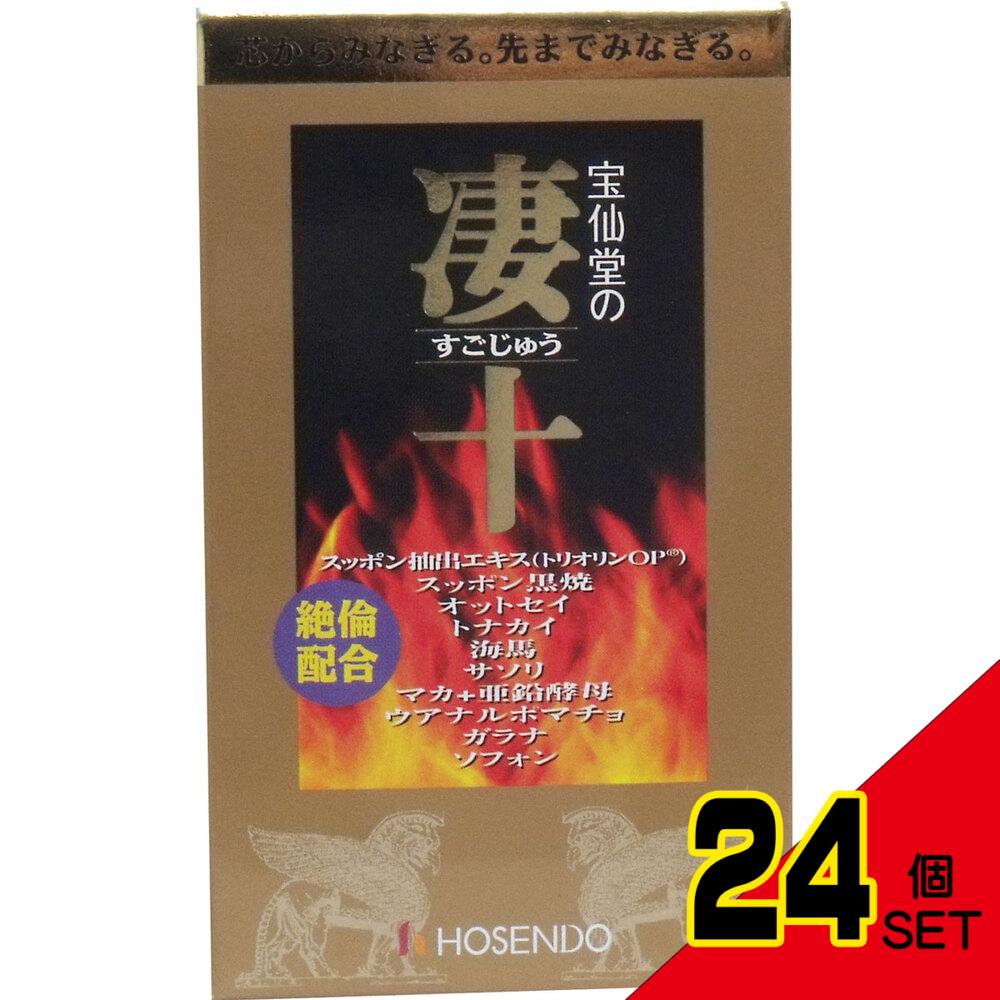 芯からみなぎる。先までみなぎる。
宝仙堂の
凄十
すごじゅう
スッポン抽出エキス(トリオリンOP®)
スッポン黒焼
オットセイ
トナカイ
海馬
サソリ
マカ+亜鉛酵母
ウアナルポマチョ
ガラナ
ソフォン
絶倫
配合
HOSENDO
24個
SET